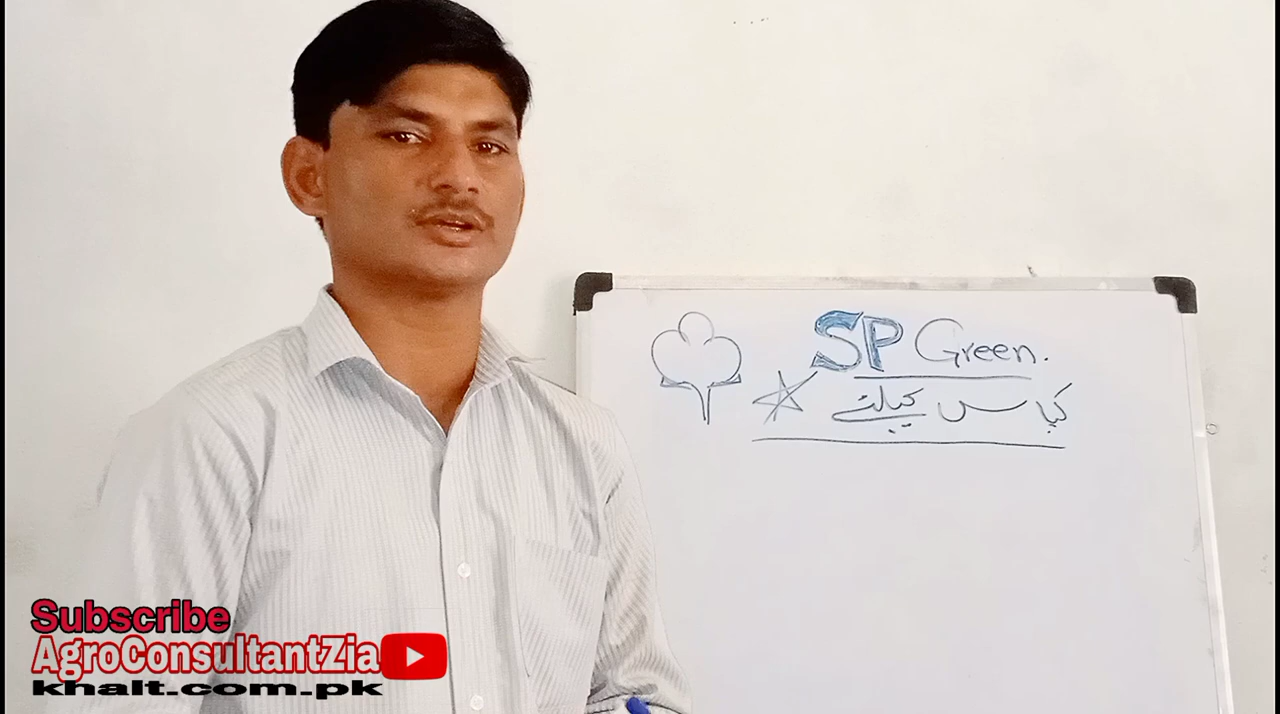 SP Green.
کپاس کیلئے
Subscribe
AgroConsultantZia
khalt.com.pk